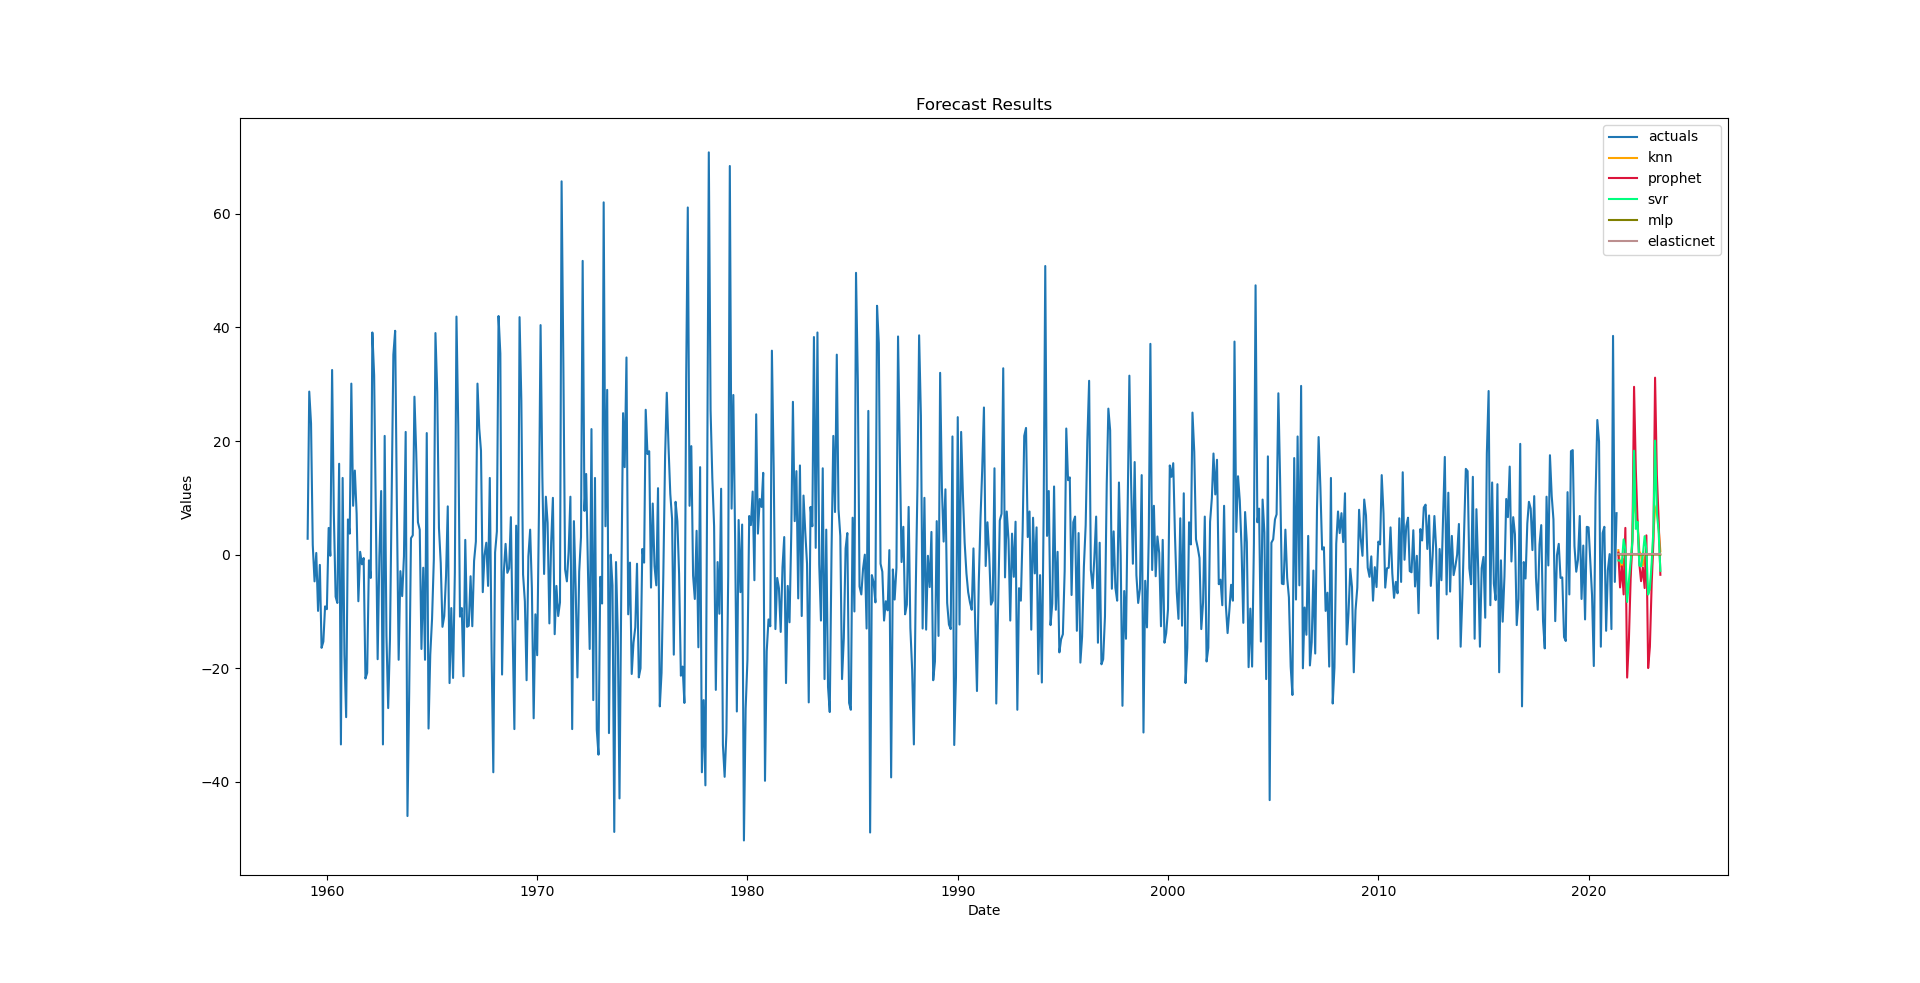 Forecast Results
actuals
knn
prophet
svr
mlp
elasticnet
Values
60
40
20
0
−20
−40
1960 1970 1980 1990 2000 2010 2020
Date